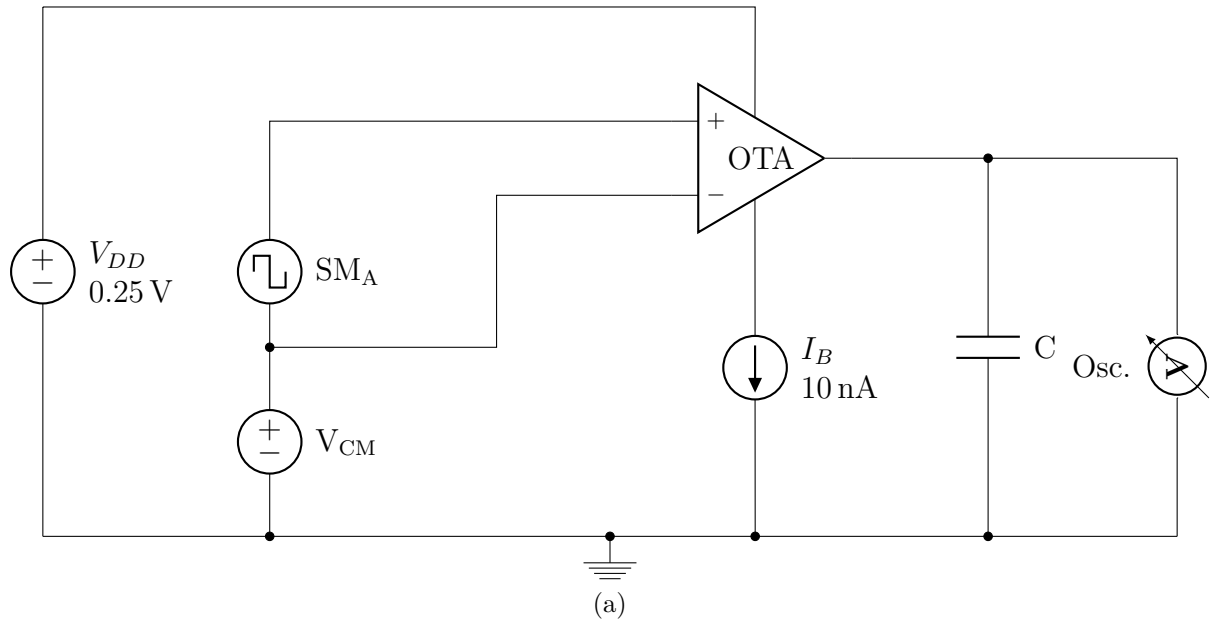 +
OTA
−
+
−
V_DD
0.25 V
SM_A
I_B
10 nA
C
Osc.
V
+
−
V_CM
(a)